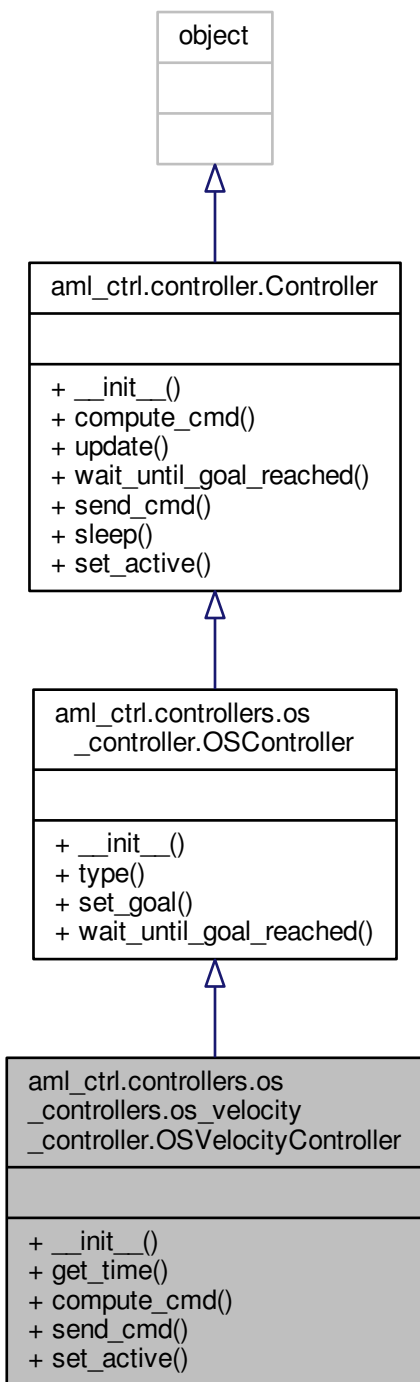 object
aml_ctrl.controller.Controller
+ __init__()
+ compute_cmd()
+ update()
+ wait_until_goal_reached()
+ send_cmd()
+ sleep()
+ set_active()
aml_ctrl.controllers.os
_controller.OSController
+ __init__()
+ type()
+ set_goal()
+ wait_until_goal_reached()
aml_ctrl.controllers.os
_controllers.os_velocity
_controller.OSVelocityController
+ __init__()
+ get_time()
+ compute_cmd()
+ send_cmd()
+ set_active()